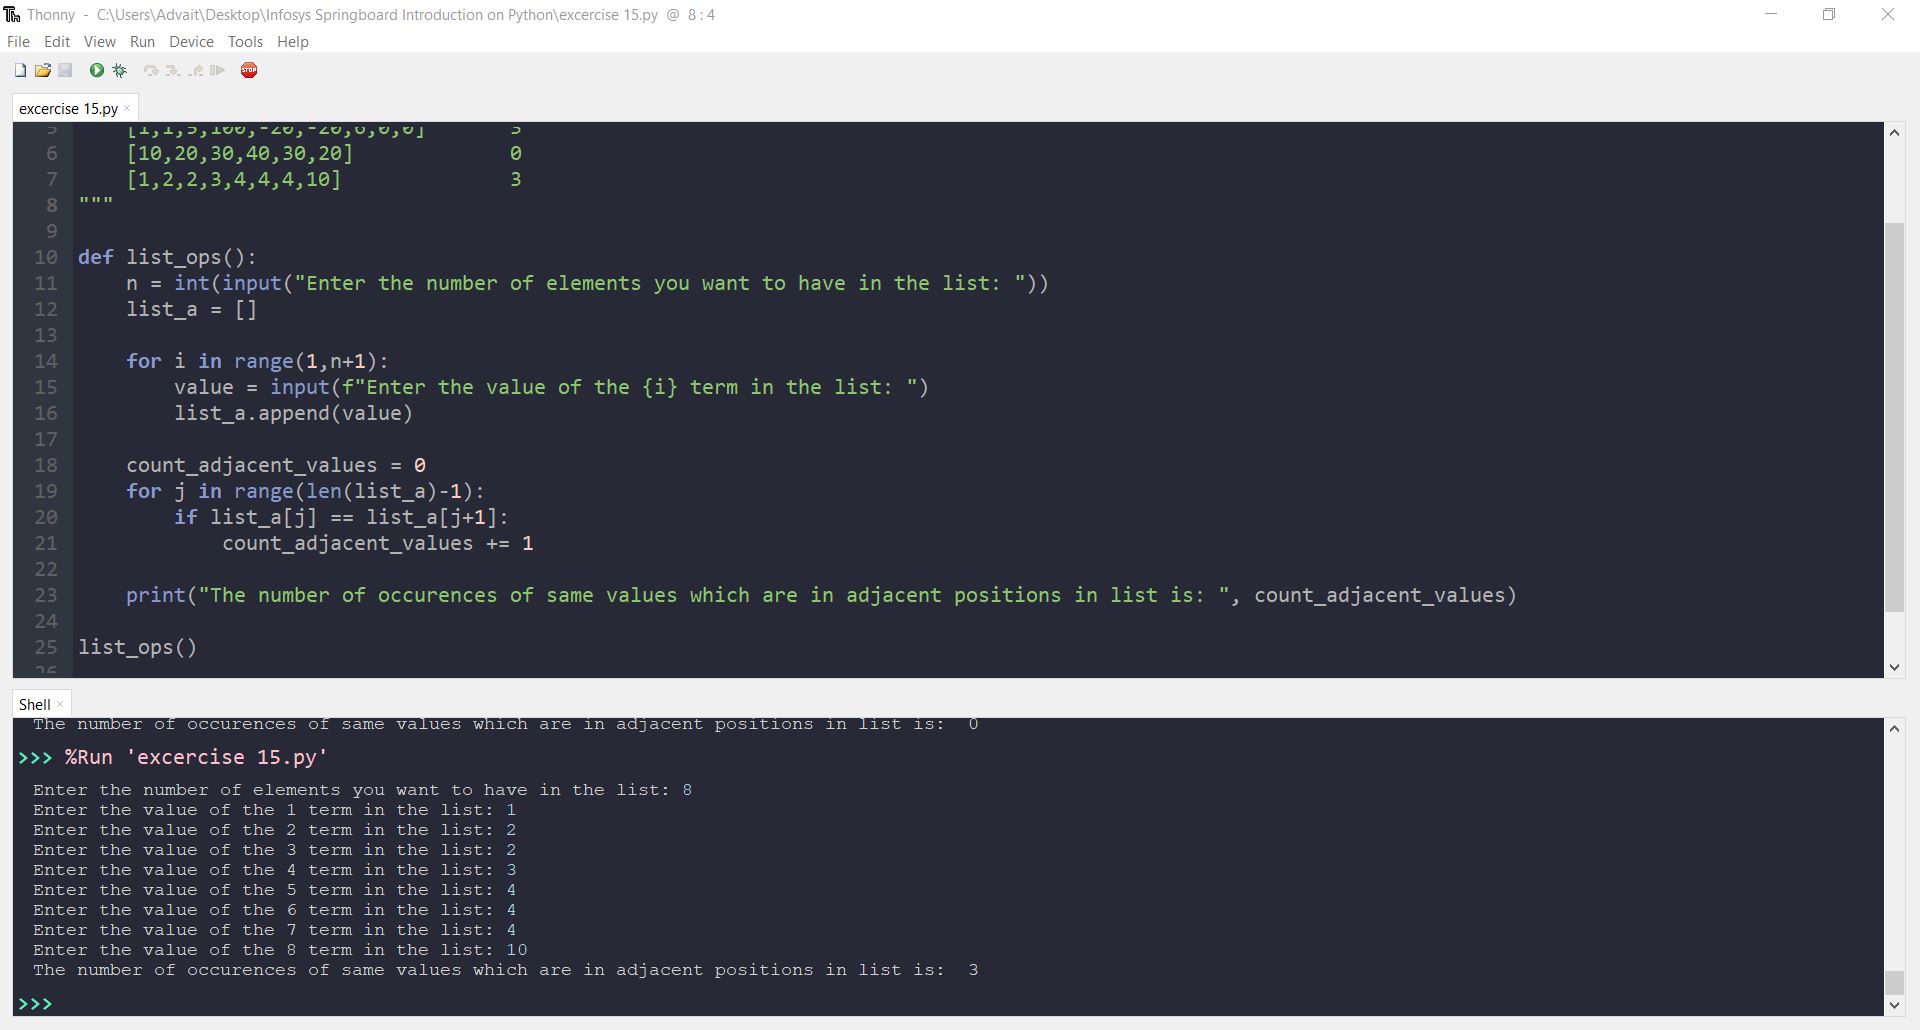 Thonny - C:\Users\Advait\Desktop\Infosys Springboard Introduction on Python\excercise 15.py @ 8 : 4
File Edit View Run Device Tools Help
STOP
excercise 15.py ×
5 [1,1,5,100,-20,-20,6,0,0] 3
6 [10,20,30,40,30,20] 0
7 [1,2,2,3,4,4,4,10] 3
8 """
9
10 def list_ops():
11 n = int(input("Enter the number of elements you want to have in the list: "))
12 list_a = []
13
14 for i in range(1,n+1):
15 value = input(f"Enter the value of the {i} term in the list: ")
16 list_a.append(value)
17
18 count_adjacent_values = 0
19 for j in range(len(list_a)-1):
20 if list_a[j] == list_a[j+1]:
21 count_adjacent_values += 1
22
23 print("The number of occurences of same values which are in adjacent positions in list is: ", count_adjacent_values)
24
25 list_ops()
26
Shell ×
The number of occurences of same values which are in adjacent positions in list is: 0
>>> %Run 'excercise 15.py'
Enter the number of elements you want to have in the list: 8
Enter the value of the 1 term in the list: 1
Enter the value of the 2 term in the list: 2
Enter the value of the 3 term in the list: 2
Enter the value of the 4 term in the list: 3
Enter the value of the 5 term in the list: 4
Enter the value of the 6 term in the list: 4
Enter the value of the 7 term in the list: 4
Enter the value of the 8 term in the list: 10
The number of occurences of same values which are in adjacent positions in list is: 3
>>>